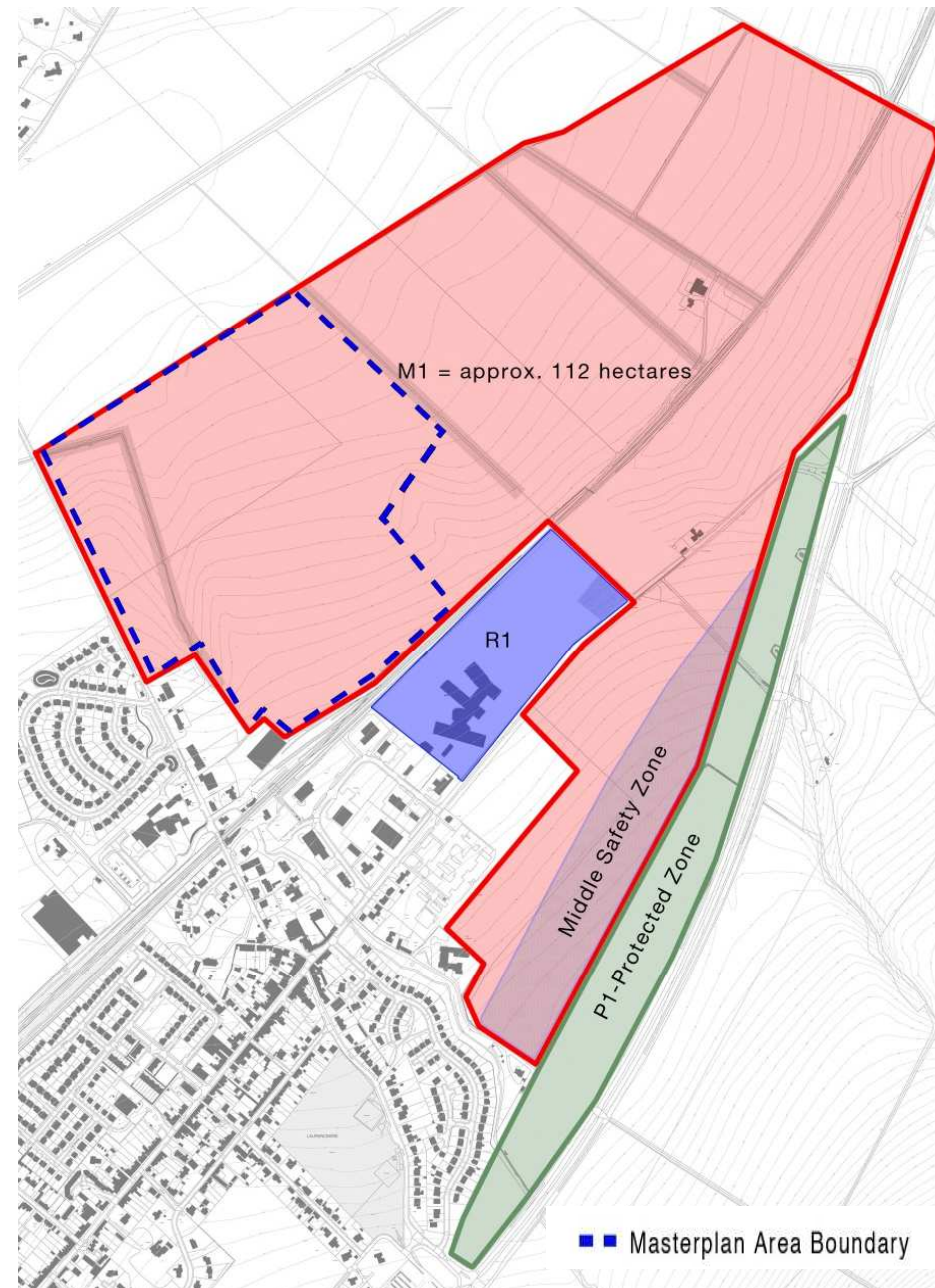 M1 = approx. 112 hectares
R1
Middle Safety Zone
P1-Protected Zone
Masterplan Area Boundary